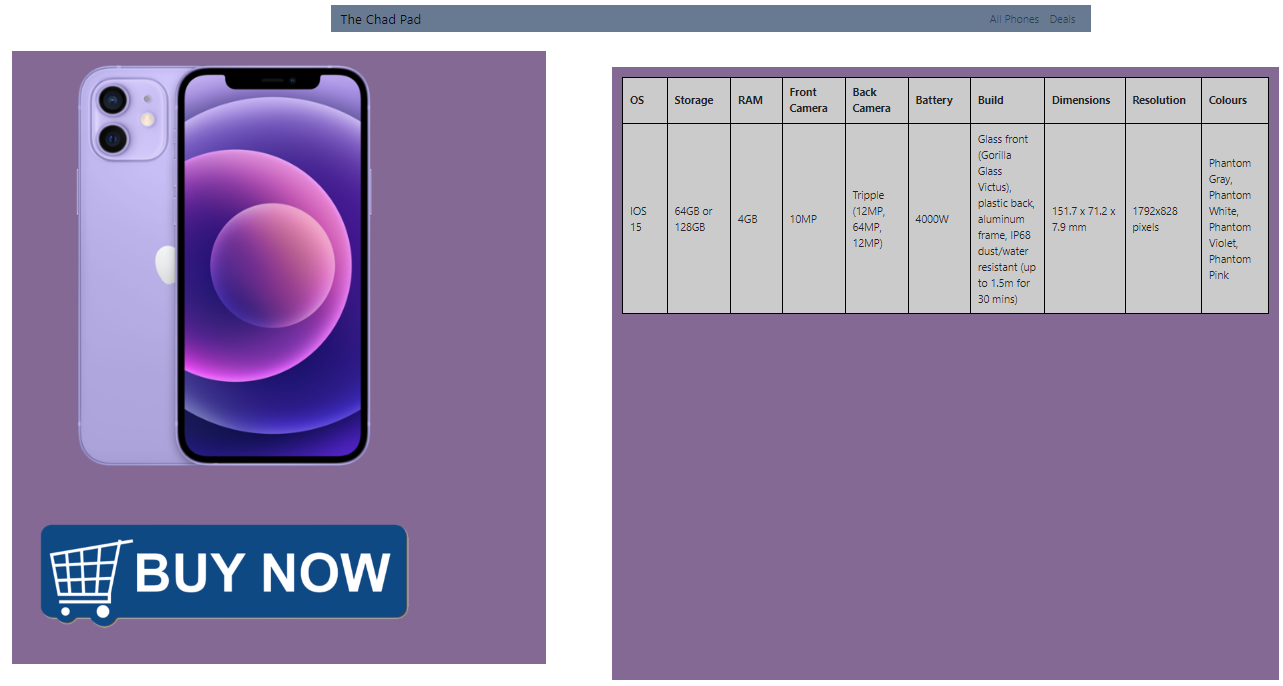 The Chad Pad
All Phones Deals
BUY NOW
OS
Storage
RAM
Front
Camera
Back
Camera
Battery
Build
Dimensions
Resolution
Colours
IOS
15
64GB or
128GB
4GB
10MP
Tripple
(12MP,
64MP,
12MP)
4000W
Glass front
(Gorilla
Glass
Victus),
plastic back,
aluminum
frame, IP68
dust/water
resistant (up
to 1.5m for
30 mins)
151.7 x 71.2 x
7.9 mm
1792x828
pixels
Phantom
Gray,
Phantom
White,
Phantom
Violet,
Phantom
Pink